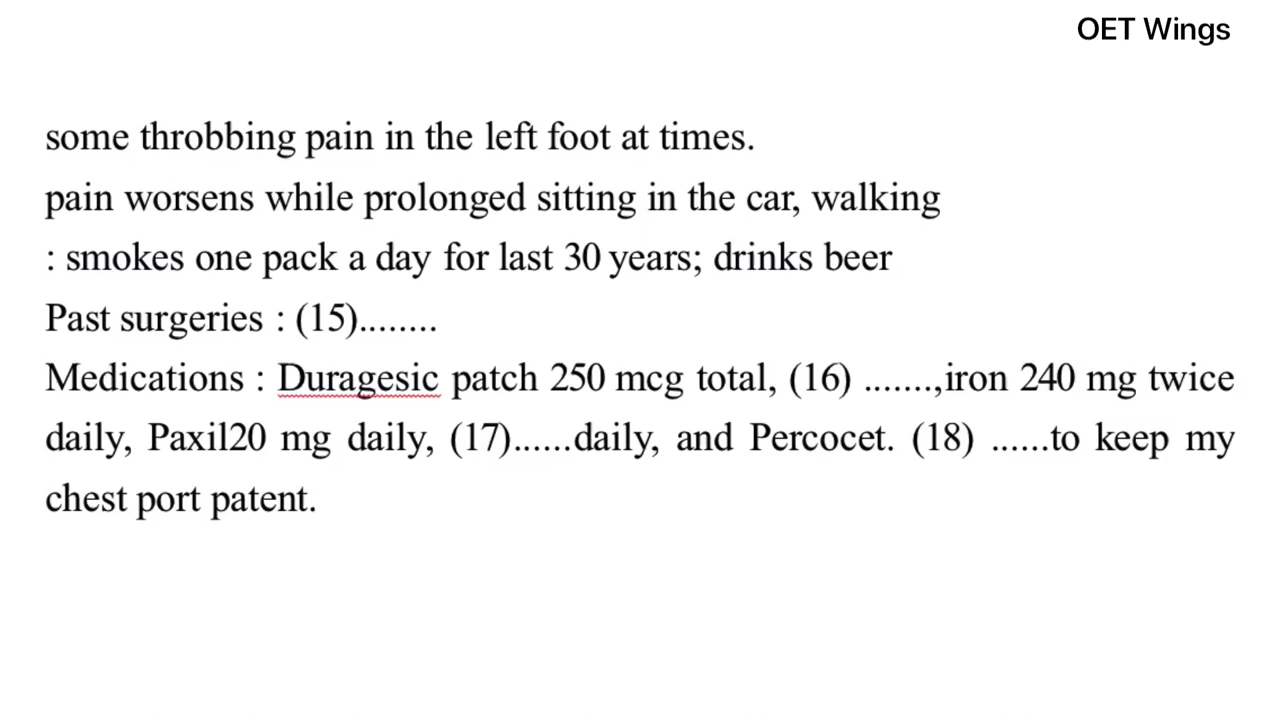 OET Wings
some throbbing pain in the left foot at times.
pain worsens while prolonged sitting in the car, walking
: smokes one pack a day for last 30 years; drinks beer
Past surgeries : (15)........
Medications : Duragesic patch 250 mcg total, (16) .......,iron 240 mg twice
daily, Paxil20 mg daily, (17)......daily, and Percocet. (18) ......to keep my
chest port patent.